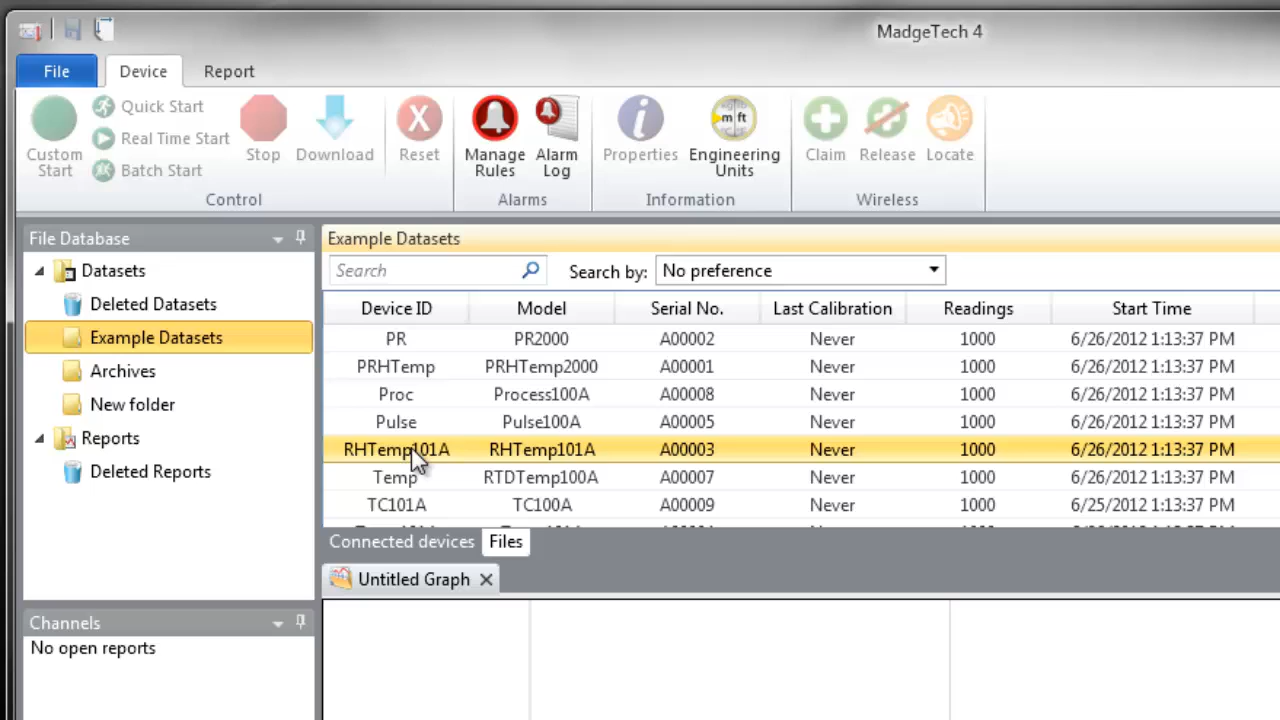 MadgeTech 4
File
Device
Report
Custom
Start
Quick Start
Real Time Start
Batch Start
Stop
Download
Reset
Control
Manage
Rules
Alarm
Log
Alarms
Properties
m ft
Engineering
Units
Information
Claim
Release
Locate
Wireless
File Database
Datasets
Deleted Datasets
Example Datasets
Archives
New folder
Reports
Deleted Reports
Channels
No open reports
Example Datasets
Search
Search by:
No preference
Device ID Model Serial No. Last Calibration Readings Start Time
PR PR2000 A00002 Never 1000 6/26/2012 1:13:37 PM
PRHTemp PRHTemp2000 A00001 Never 1000 6/26/2012 1:13:37 PM
Proc Process100A A00008 Never 1000 6/26/2012 1:13:37 PM
Pulse Pulse100A A00005 Never 1000 6/26/2012 1:13:37 PM
RHTemp101A RHTemp101A A00003 Never 1000 6/26/2012 1:13:37 PM
Temp RTDTemp100A A00007 Never 1000 6/26/2012 1:13:37 PM
TC101A TC100A A00009 Never 1000 6/25/2012 1:13:37 PM
Connected devices
Files
Untitled Graph